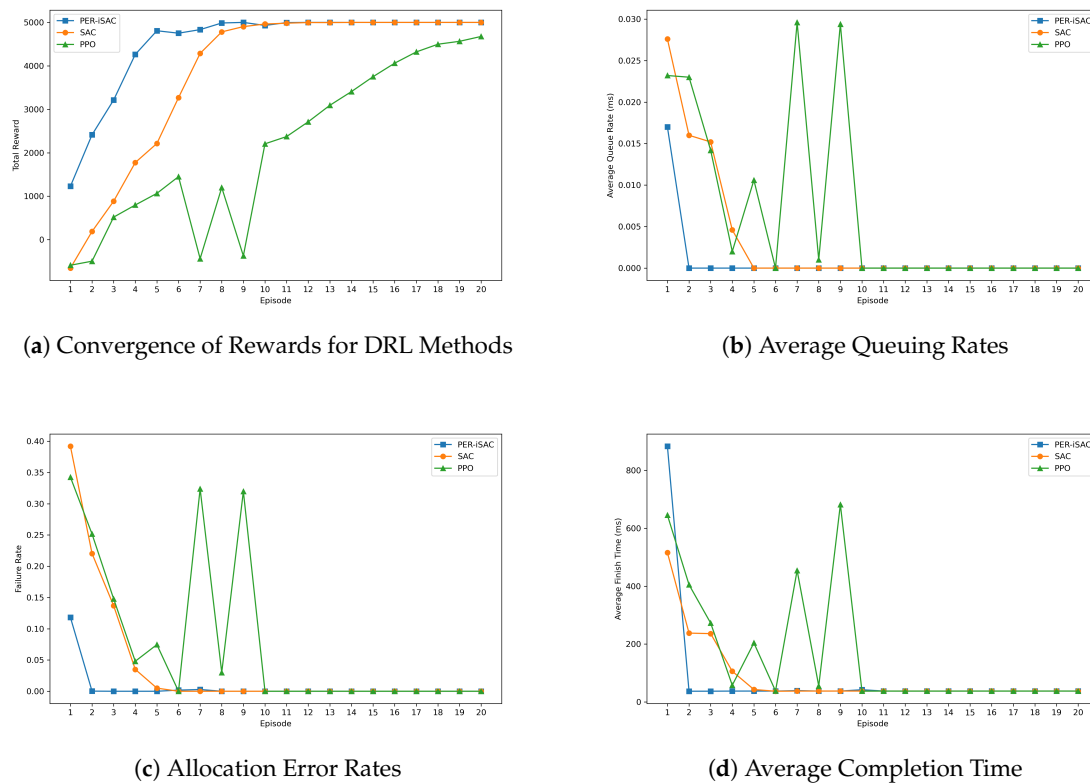 5000
4000
3000
2000
1000
0
Total Reward
PER-iSAC
SAC
PPO
1 2 3 4 5 6 7 8 9 10 11 12 13 14 15 16 17 18 19 20
Episode
(a) Convergence of Rewards for DRL Methods
0.030
0.025
0.020
0.015
0.010
0.005
0.000
Average Queue Rate (ms)
PER-iSAC
SAC
PPO
1 2 3 4 5 6 7 8 9 10 11 12 13 14 15 16 17 18 19 20
Episode
(b) Average Queuing Rates
0.40
0.35
0.30
0.25
0.20
0.15
0.10
0.05
0.00
Failure Rate
PER-iSAC
SAC
PPO
1 2 3 4 5 6 7 8 9 10 11 12 13 14 15 16 17 18 19 20
Episode
(c) Allocation Error Rates
800
600
400
200
0
Average Finish Time (ms)
PER-iSAC
SAC
PPO
1 2 3 4 5 6 7 8 9 10 11 12 13 14 15 16 17 18 19 20
Episode
(d) Average Completion Time